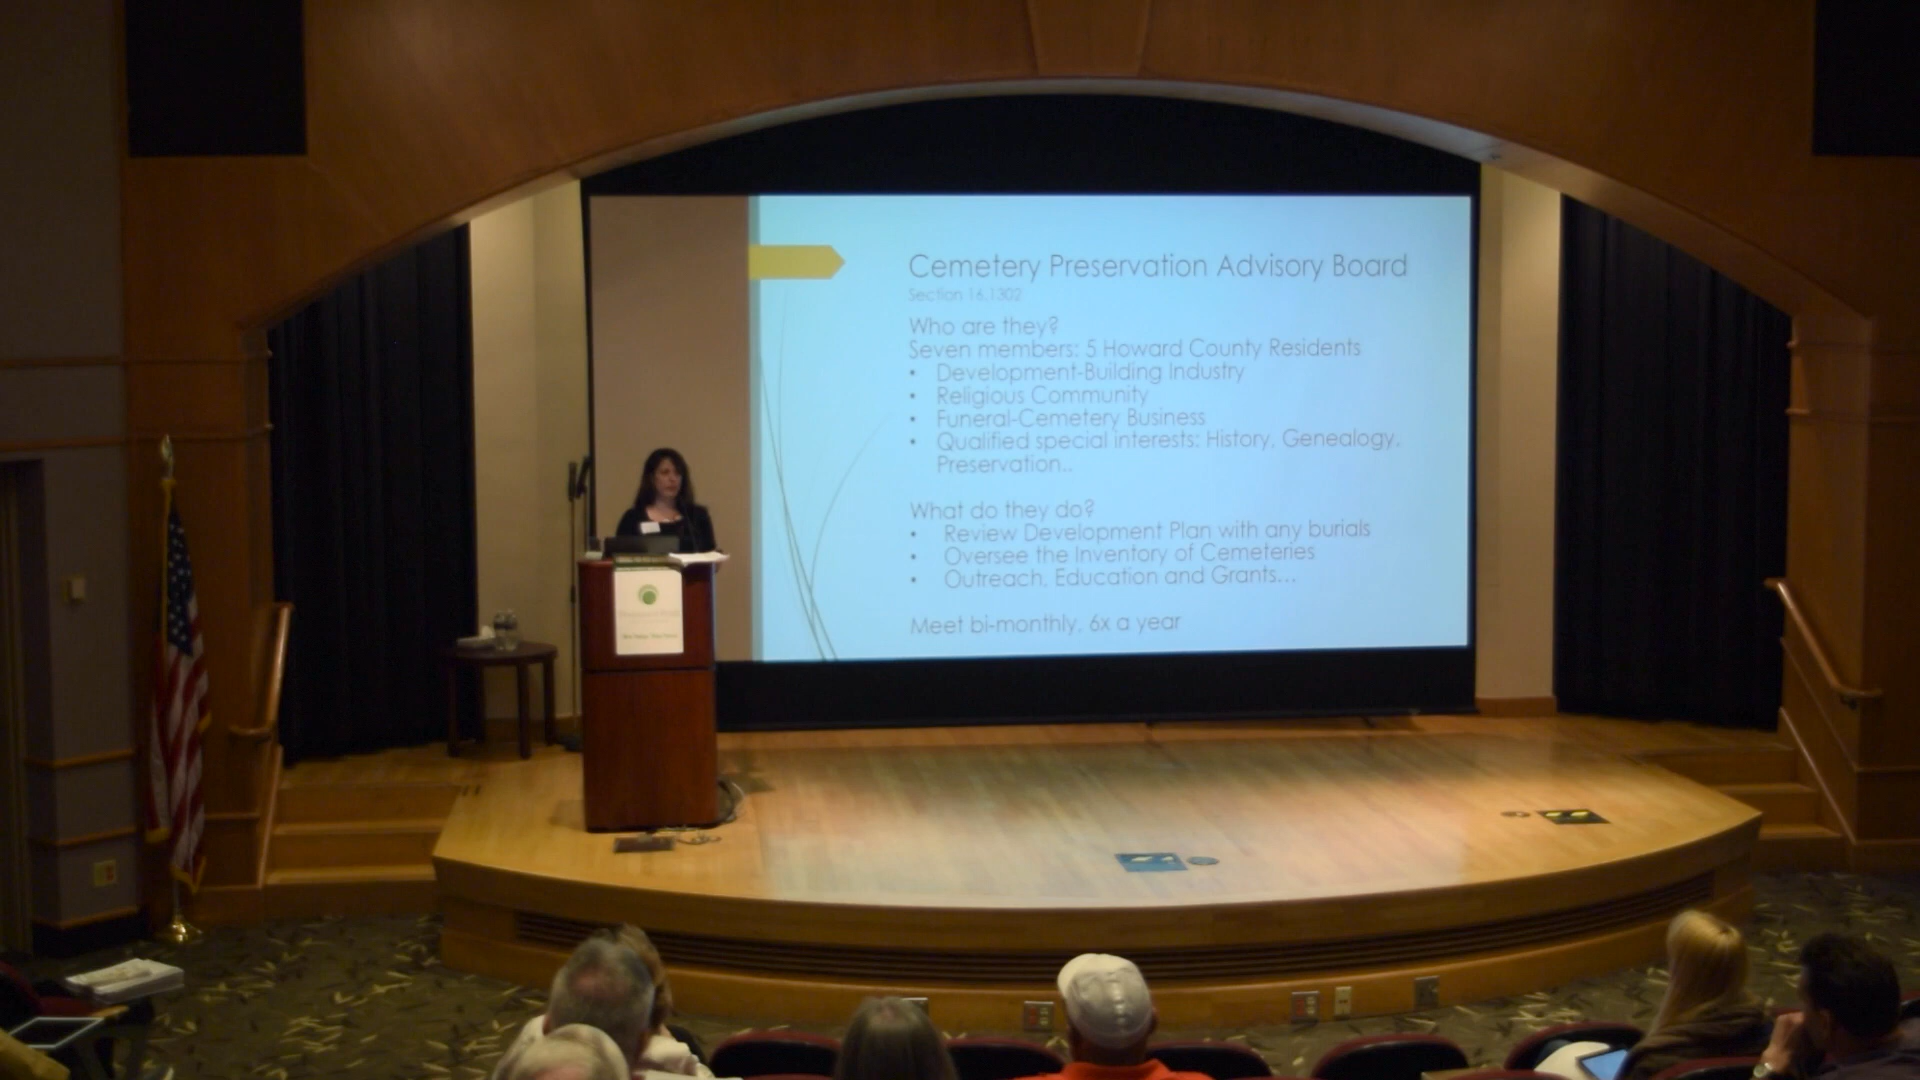 Cemetery Preservation Advisory Board
Section 16.1302
Who are they?
Seven members: 5 Howard County Residents
• Development-Building Industry
• Religious Community
• Funeral-Cemetery Business
• Qualified special interests: History, Genealogy,
Preservation..
What do they do?
• Review Development Plan with any burials
• Oversee the Inventory of Cemeteries
• Outreach, Education and Grants...
Meet bi-monthly, 6x a year